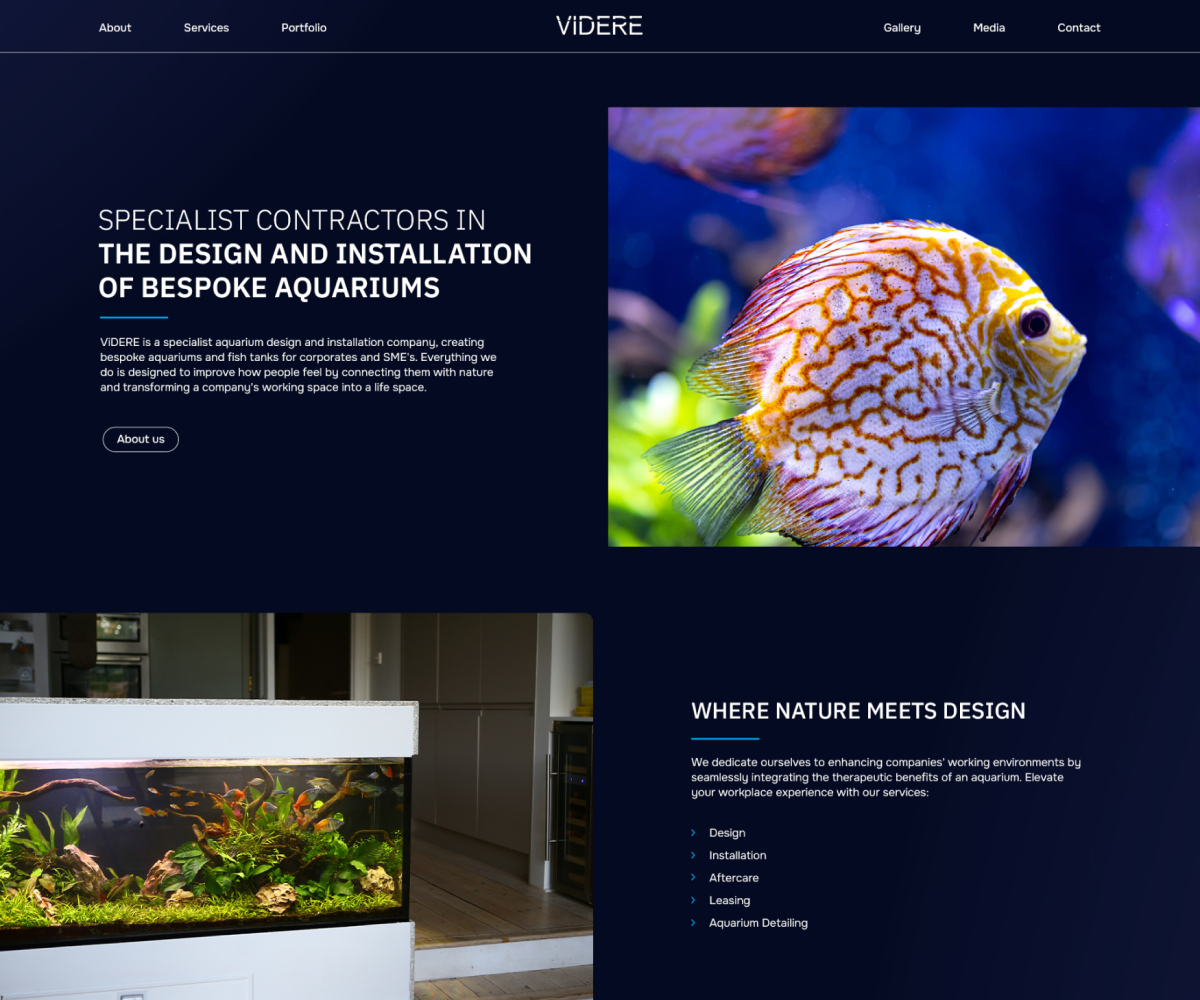 About
Services
Portfolio
ViDERE
Gallery
Media
Contact
SPECIALIST CONTRACTORS IN
THE DESIGN AND INSTALLATION
OF BESPOKE AQUARIUMS
ViDERE is a specialist aquarium design and installation company, creating
bespoke aquariums and fish tanks for corporates and SME's. Everything we
do is designed to improve how people feel by connecting them with nature
and transforming a company's working space into a life space.
About us
WHERE NATURE MEETS DESIGN
We dedicate ourselves to enhancing companies' working environments by
seamlessly integrating the therapeutic benefits of an aquarium. Elevate
your workplace experience with our services:
Design
Installation
Aftercare
Leasing
Aquarium Detailing